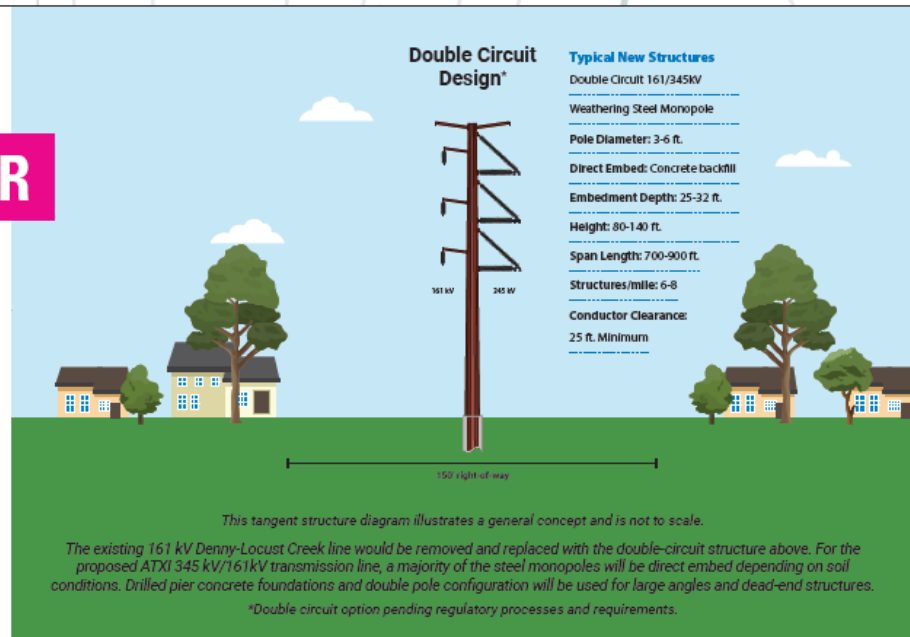 Double Circuit
Design*
Typical New Structures
Double Circuit 161/345kV
Weathering Steel Monopole
Pole Diameter: 3-6 ft.
Direct Embed: Concrete backfill
Embedment Depth: 25-32 ft.
Height: 80-140 ft.
Span Length: 700-900 ft.
Structures/mile: 6-8
Conductor Clearance:
25 ft. Minimum
R
161 kV
345 kV
150' right-of-way
This tangent structure diagram illustrates a general concept and is not to scale.
The existing 161 kV Denny-Locust Creek line would be removed and replaced with the double-circuit structure above. For the
proposed ATXI 345 kV/161kV transmission line, a majority of the steel monopoles will be direct embed depending on soil
conditions. Drilled pier concrete foundations and double pole configuration will be used for large angles and dead-end structures.
*Double circuit option pending regulatory processes and requirements.